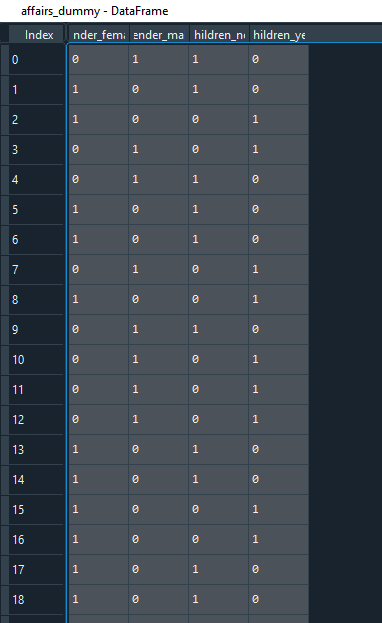 affairs_dummy - DataFrame
Index nder_fema ender_ma hildren_no hildren_ye
0 0 1 1 0
1 1 0 1 0
2 1 0 0 1
3 0 1 0 1
4 0 1 1 0
5 1 0 1 0
6 1 0 1 0
7 0 1 0 1
8 1 0 0 1
9 0 1 1 0
10 0 1 0 1
11 0 1 0 1
12 0 1 0 1
13 1 0 1 0
14 1 0 1 0
15 1 0 0 1
16 1 0 0 1
17 1 0 1 0
18 1 0 1 0